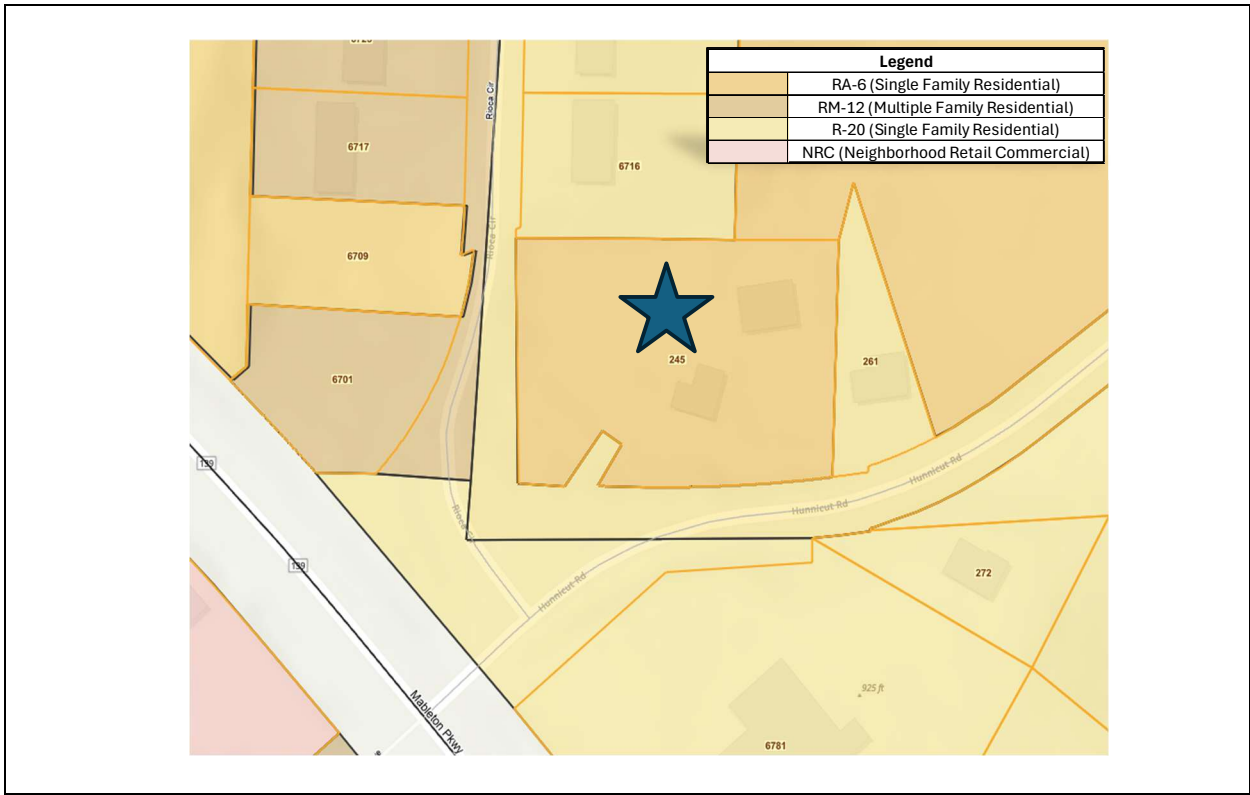 Legend
RA-6 (Single Family Residential)
RM-12 (Multiple Family Residential)
R-20 (Single Family Residential)
NRC (Neighborhood Retail Commercial)
Rioca Cir
6717
6716
Rioca Cir
6709
245
261
6701
139
Hunnicut Rd
Hunnicut Rd
139
272
Hunnicut Rd
925 ft
Mableton Pkwy
6781